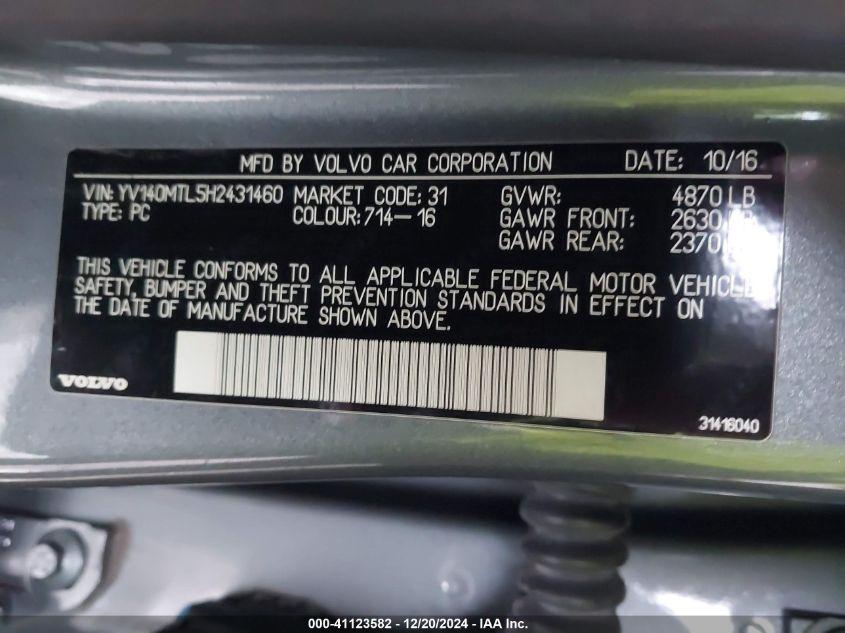 MFD BY VOLVO CAR CORPORATION DATE: 10/16
VIN: YV140MTL5H2431460 MARKET CODE: 31 GVWR: 4870 LB
TYPE: PC COLOUR: 714-16 GAWR FRONT: 2630
GAWR REAR: 2370
THIS VEHICLE CONFORMS TO ALL APPLICABLE FEDERAL MOTOR VEHICLE
SAFETY, BUMPER AND THEFT PREVENTION STANDARDS IN EFFECT ON
THE DATE OF MANUFACTURE SHOWN ABOVE.
VOLVO
31416040
000-41123582 / 12/20/2024 - IAA Inc.